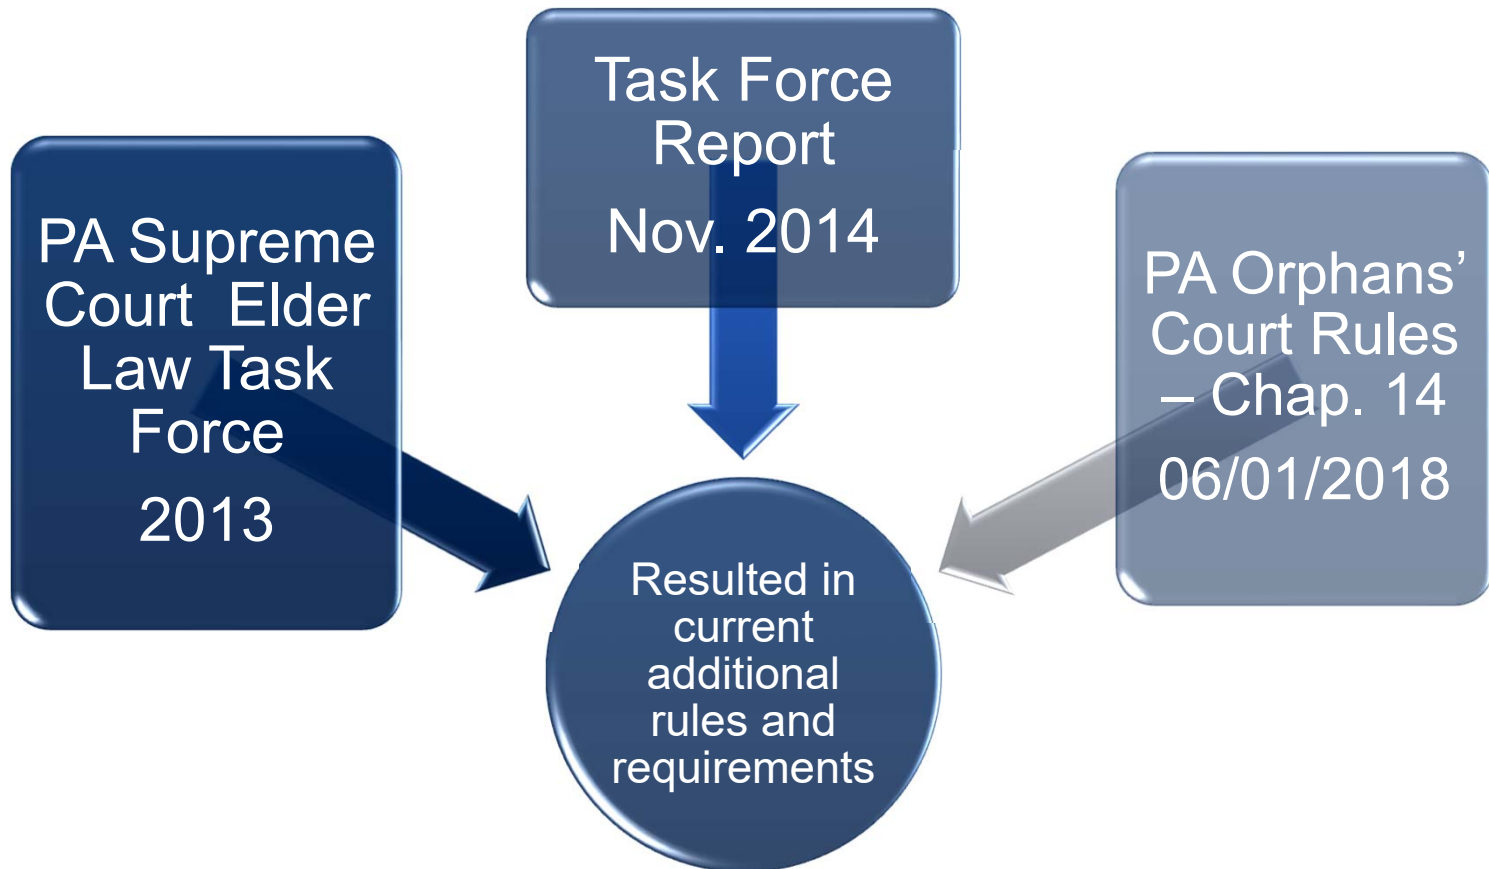 PA Supreme
Court Elder
Law Task
Force
2013
Task Force
Report
Nov. 2014
PA Orphans’
Court Rules
– Chap. 14
06/01/2018
Resulted in
current
additional
rules and
requirements